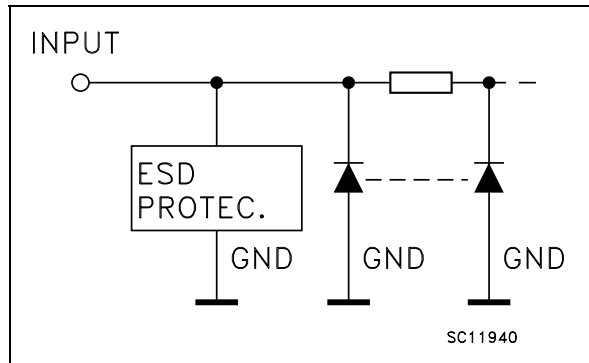 INPUT
ESD
PROTEC.
GND
GND
GND
SC11940